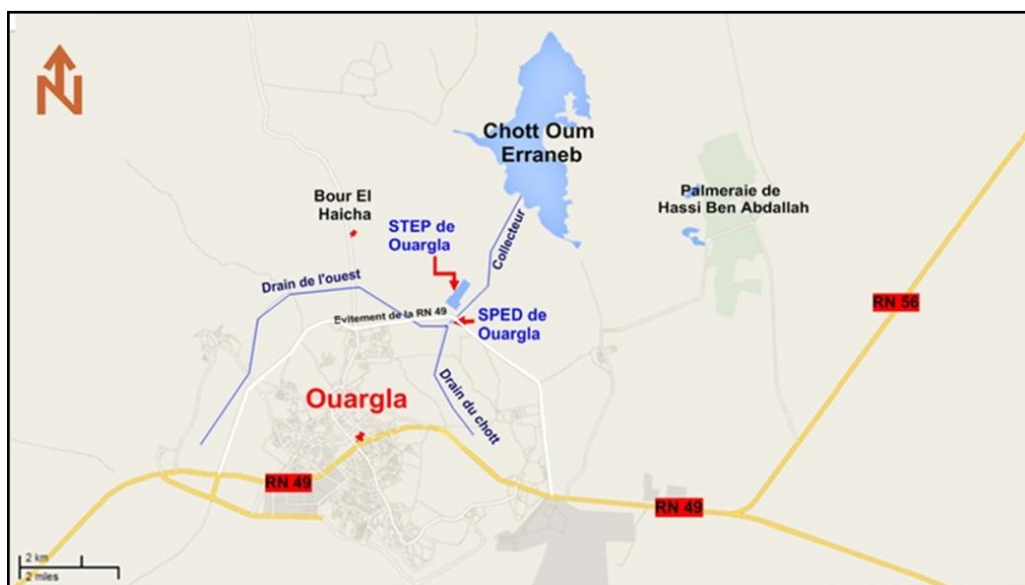 N
Chott Oum
Erraneb
Bour El
Haicha
Palmeraie de
Hassi Ben Abdallah
STEP de
Ouargla
Collecteur
Drain de l'ouest
RN 56
Evitement de la RN 49
SPED de
Ouargla
Drain du chott
Ouargla
RN 49
RN 49
2 km
2 miles